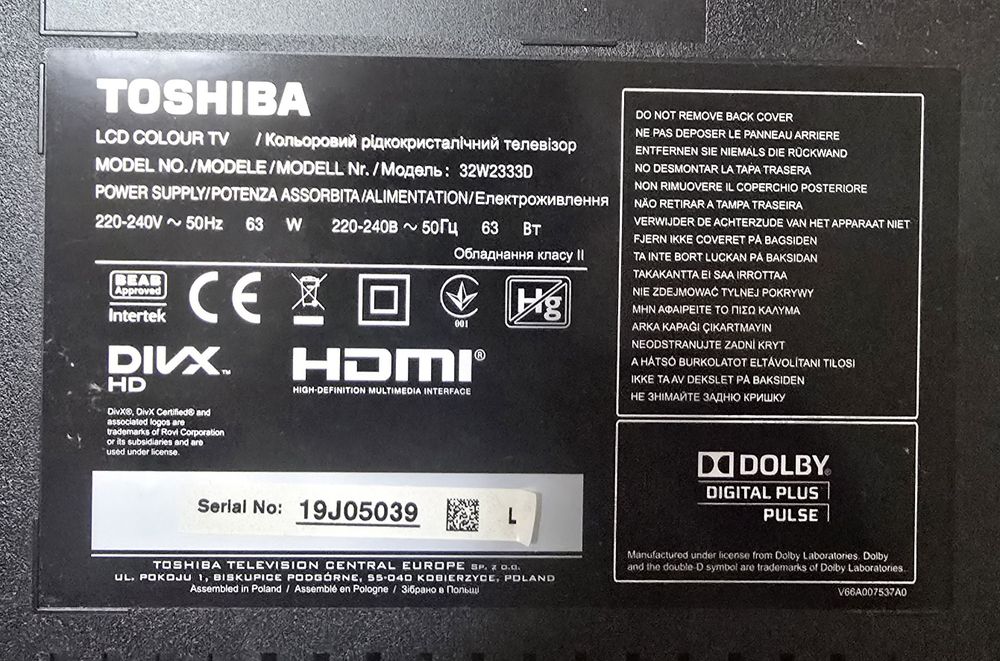 TOSHIBA
LCD COLOUR TV / Кольоровий рідкокристалічний телевізор
MODEL NO./MODELE/MODELL Nr./Модель: 32W2333D
POWER SUPPLY/POTENZA ASSORBITA/ALIMENTATION/Електроживлення
220-240V ~ 50Hz 63 W 220-240В ~ 50Гц 63 Вт
Обладнання класу II
BEAB
Approved
Intertek
CE
001
Hg
DIVX™
HD
HDMI®
HIGH-DEFINITION MULTIMEDIA INTERFACE
DivX®, DivX Certified® and
associated logos are
trademarks of Rovi Corporation
or its subsidiaries and are
used under license.
Serial No: 19J05039 L
TOSHIBA TELEVISION CENTRAL EUROPE SP. Z O.O.
UL. POKOJU 1, BISKUPICE PODGÓRNE, 55-040 KOBIERZYCE, POLAND
Assembled in Poland / Assemblé en Pologne / Зібрано в Польщі
DO NOT REMOVE BACK COVER
NE PAS DEPOSER LE PANNEAU ARRIERE
ENTFERNEN SIE NIEMALS DIE RÜCKWAND
NO DESMONTAR LA TAPA TRASERA
NON RIMUOVERE IL COPERCHIO POSTERIORE
NÃO RETIRAR A TAMPA TRASEIRA
VERWIJDER DE ACHTERZIJDE VAN HET APPARAAT NIET
FJERN IKKE COVERET PÅ BAGSIDEN
TA INTE BORT LUCKAN PÅ BAKSIDAN
TAKAKANTTA EI SAA IRROTTAA
NIE ZDEJMOWAĆ TYLNEJ POKRYWY
ΜΗΝ ΑΦΑΙΡΕΙΤΕ ΤΟ ΠΙΣΩ ΚΑΛΥΜΑ
ARKA KAPAĞI ÇIKARTMAYIN
NEODSTRANUJTE ZADNÍ KRYT
A HÁTSÓ BURKOLATOT ELTÁVOLÍTANI TILOSI
IKKE TA AV DEKSLET PÅ BAKSIDEN
НЕ ЗНІМАЙТЕ ЗАДНЮ КРИШКУ
DOLBY®
DIGITAL PLUS
PULSE
Manufactured under license from Dolby Laboratories. Dolby
and the double-D symbol are trademarks of Dolby Laboratories.
V66A007537A0